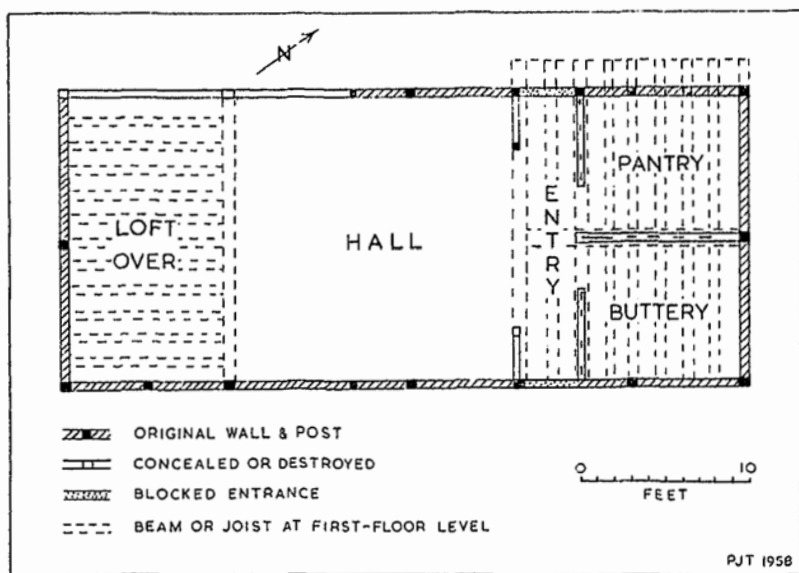 N
LOFT
OVER
HALL
ENTRY
PANTRY
BUTTERY
ORIGINAL WALL & POST
CONCEALED OR DESTROYED
BLOCKED ENTRANCE
BEAM OR JOIST AT FIRST-FLOOR LEVEL
0 10
FEET
PJT 1958